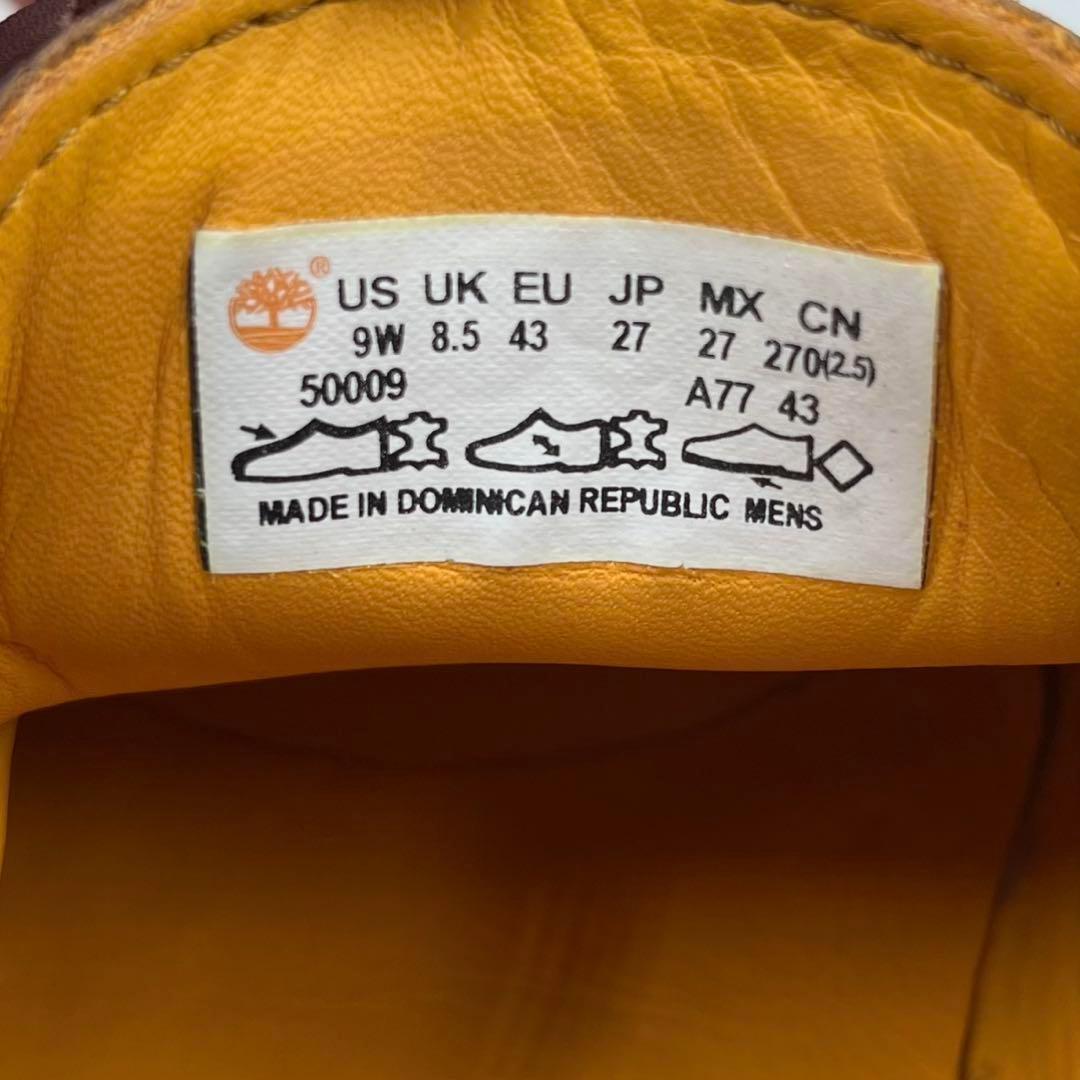 ® US UK EU JP MX CN
9W 8.5 43 27 27 270(2.5)
50009 A77 43
MADE IN DOMINICAN REPUBLIC MENS